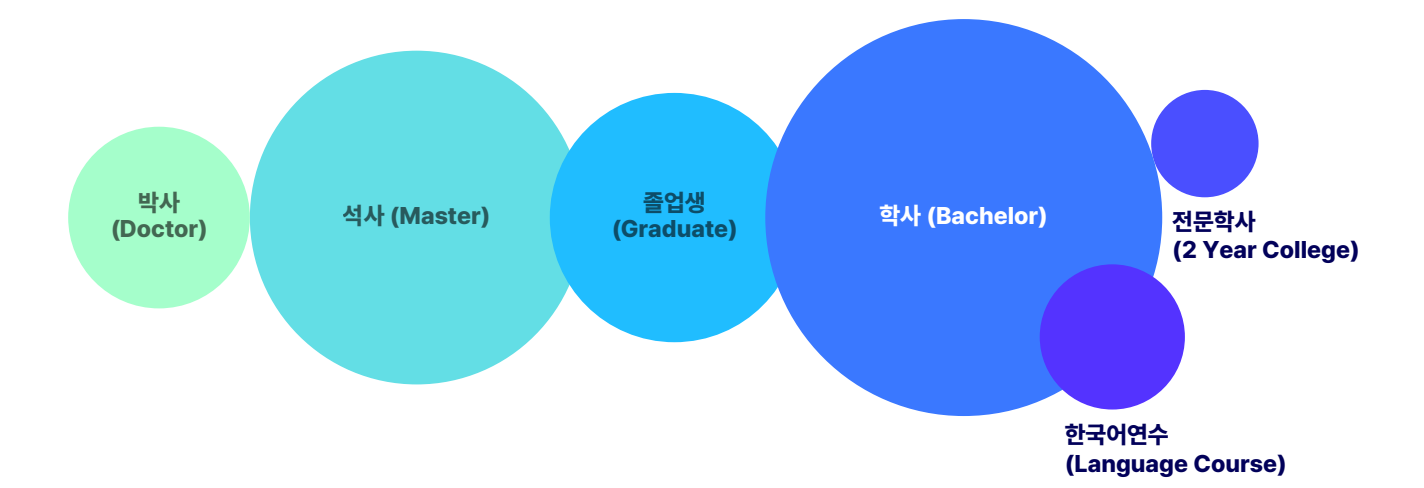 박사
(Doctor)
석사 (Master)
졸업생
(Graduate)
학사 (Bachelor)
전문학사
(2 Year College)
한국어연수
(Language Course)